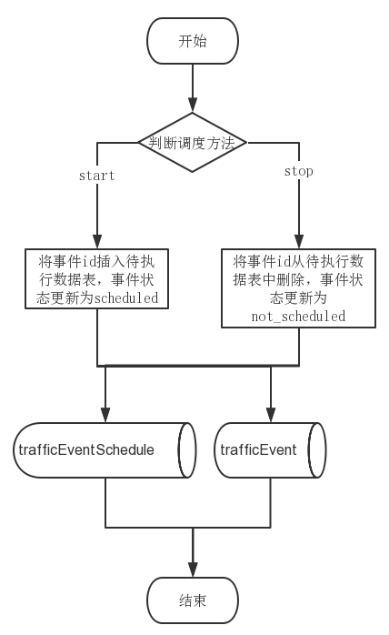 开始
判断调度方法
start
stop
将事件id插入待执
行数据表，事件状
态更新为scheduled
将事件id从待执行数
据表中删除，事件状
态更新为
not_scheduled
trafficEventSchedule
trafficEvent
结束